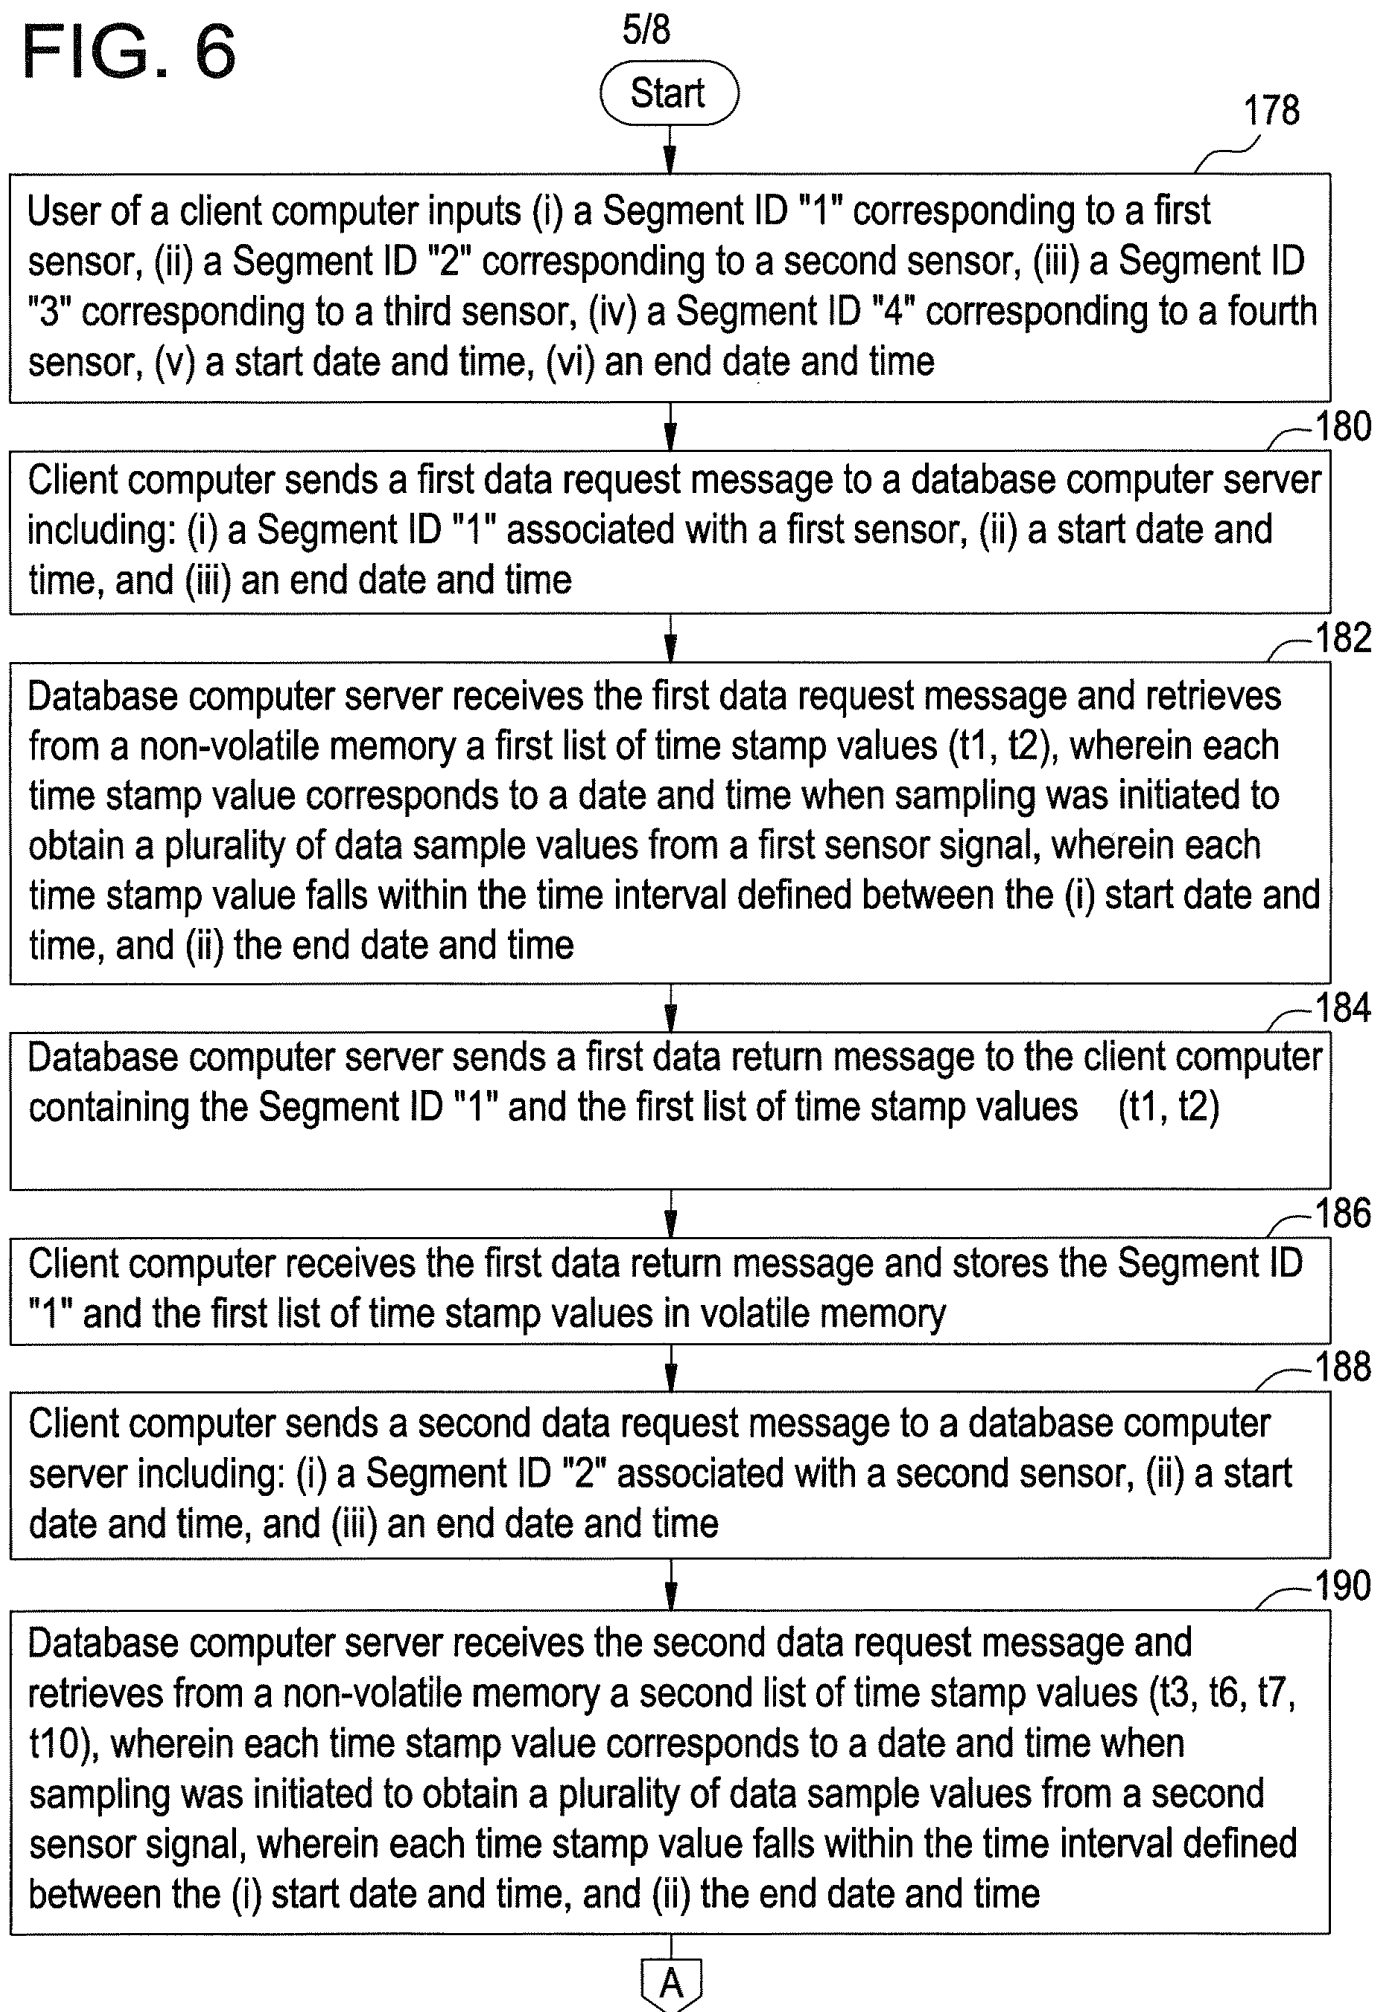 FIG. 6
5/8
Start
178
User of a client computer inputs (i) a Segment ID "1" corresponding to a first
sensor, (ii) a Segment ID "2" corresponding to a second sensor, (iii) a Segment ID
"3" corresponding to a third sensor, (iv) a Segment ID "4" corresponding to a fourth
sensor, (v) a start date and time, (vi) an end date and time
180
Client computer sends a first data request message to a database computer server
including: (i) a Segment ID "1" associated with a first sensor, (ii) a start date and
time, and (iii) an end date and time
182
Database computer server receives the first data request message and retrieves
from a non-volatile memory a first list of time stamp values (t1, t2), wherein each
time stamp value corresponds to a date and time when sampling was initiated to
obtain a plurality of data sample values from a first sensor signal, wherein each
time stamp value falls within the time interval defined between the (i) start date and
time, and (ii) the end date and time
184
Database computer server sends a first data return message to the client computer
containing the Segment ID "1" and the first list of time stamp values (t1, t2)
186
Client computer receives the first data return message and stores the Segment ID
"1" and the first list of time stamp values in volatile memory
188
Client computer sends a second data request message to a database computer
server including: (i) a Segment ID "2" associated with a second sensor, (ii) a start
date and time, and (iii) an end date and time
190
Database computer server receives the second data request message and
retrieves from a non-volatile memory a second list of time stamp values (t3, t6, t7,
t10), wherein each time stamp value corresponds to a date and time when
sampling was initiated to obtain a plurality of data sample values from a second
sensor signal, wherein each time stamp value falls within the time interval defined
between the (i) start date and time, and (ii) the end date and time
A